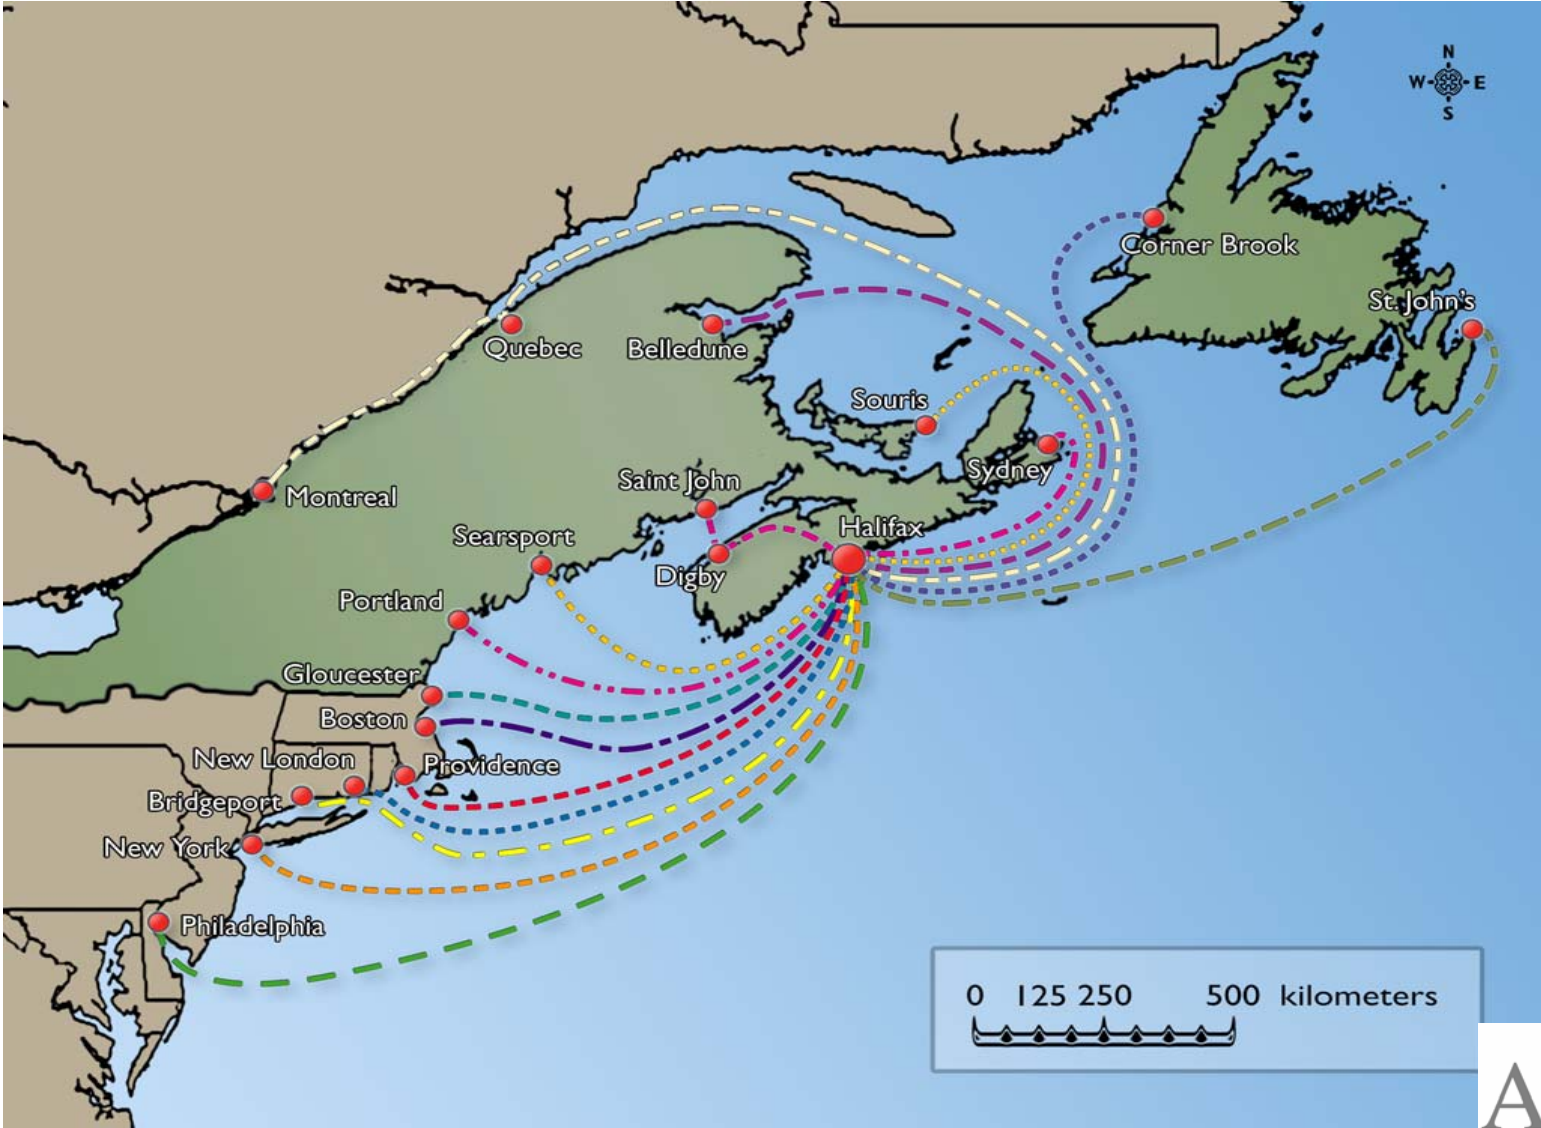 N
W E
S
Corner Brook
St. John's
Quebec
Belledune
Souris
Sydney
Montreal
Saint John
Halifax
Searsport
Digby
Portland
Gloucester
Boston
New London
Providence
Bridgeport
New York
Philadelphia
0 125 250 500 kilometers
A